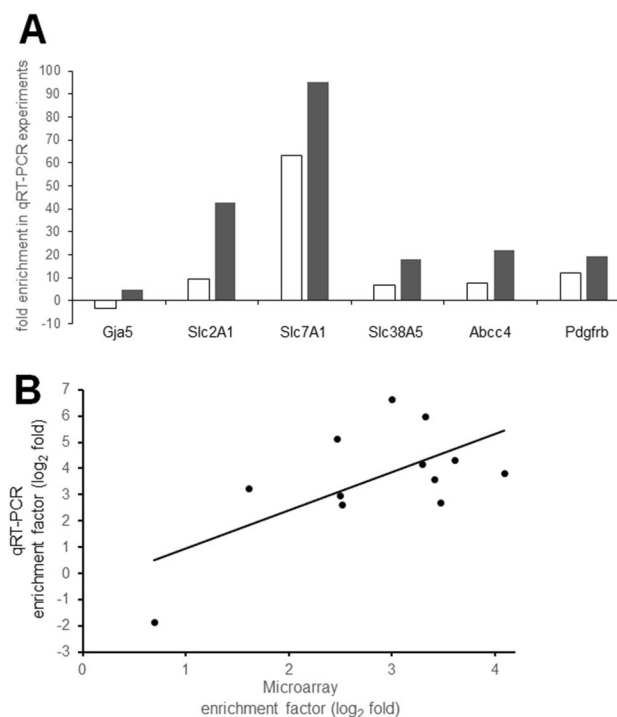 A
fold enrichment in qRT-PCR experiments
100
90
80
70
60
50
40
30
20
10
0
-10
Gja5 Slc2A1 Slc7A1 Slc38A5 Abcc4 Pdgfrb
B
qRT-PCR
enrichment factor (log2 fold)
7
6
5
4
3
2
1
0
-1
-2
-3
0 1 2 3 4
Microarray
enrichment factor (log2 fold)